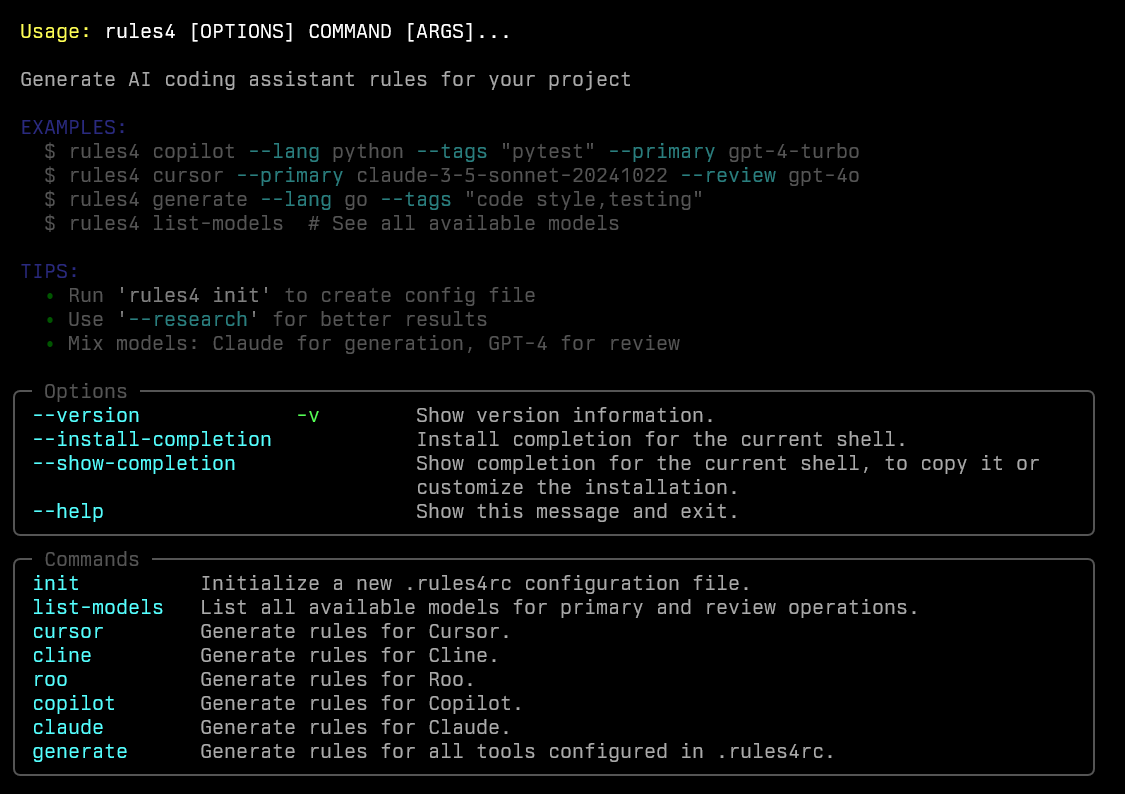 Usage: rules4 [OPTIONS] COMMAND [ARGS]...
Generate AI coding assistant rules for your project
EXAMPLES:
$ rules4 copilot --lang python --tags "pytest" --primary gpt-4-turbo
$ rules4 cursor --primary claude-3-5-sonnet-20241022 --review gpt-4o
$ rules4 generate --lang go --tags "code style,testing"
$ rules4 list-models  # See all available models
TIPS:
• Run 'rules4 init' to create config file
• Use '--research' for better results
• Mix models: Claude for generation, GPT-4 for review
Options
--version -v Show version information.
--install-completion Install completion for the current shell.
--show-completion Show completion for the current shell, to copy it or
customize the installation.
--help Show this message and exit.
Commands
init Initialize a new .rules4rc configuration file.
list-models List all available models for primary and review operations.
cursor Generate rules for Cursor.
cline Generate rules for Cline.
roo Generate rules for Roo.
copilot Generate rules for Copilot.
claude Generate rules for Claude.
generate Generate rules for all tools configured in .rules4rc.